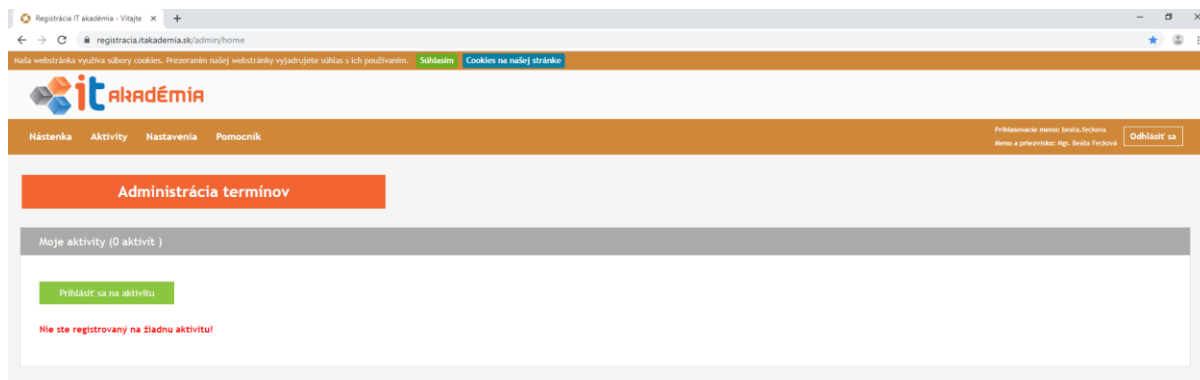 Registrácia IT akadémia - Vitajte
registracia.itakademia.sk/admin/home
Naša webstránka využíva súbory cookies. Prezeraním našej webstránky vyjadrujete súhlas s ich používaním. Súhlasím Cookies na našej stránke
it akadémia
Nástenka Aktivity Nastavenia Pomocník
Prihlasovacie meno: beata.feckova
Meno a priezvisko: Mgr. Beáta Fecková
Odhlásiť sa
Administrácia termínov
Moje aktivity (0 aktivít )
Prihlásiť sa na aktivitu
Nie ste registrovaný na žiadnu aktivitu!